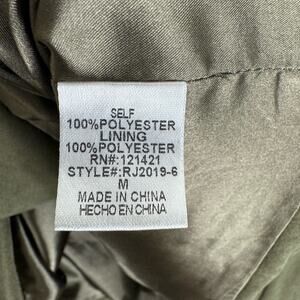 SELF
100%POLYESTER
LINING
100%POLYESTER
RN#:121421
STYLE#:RJ2019-6
M
MADE IN CHINA
HECHO EN CHINA